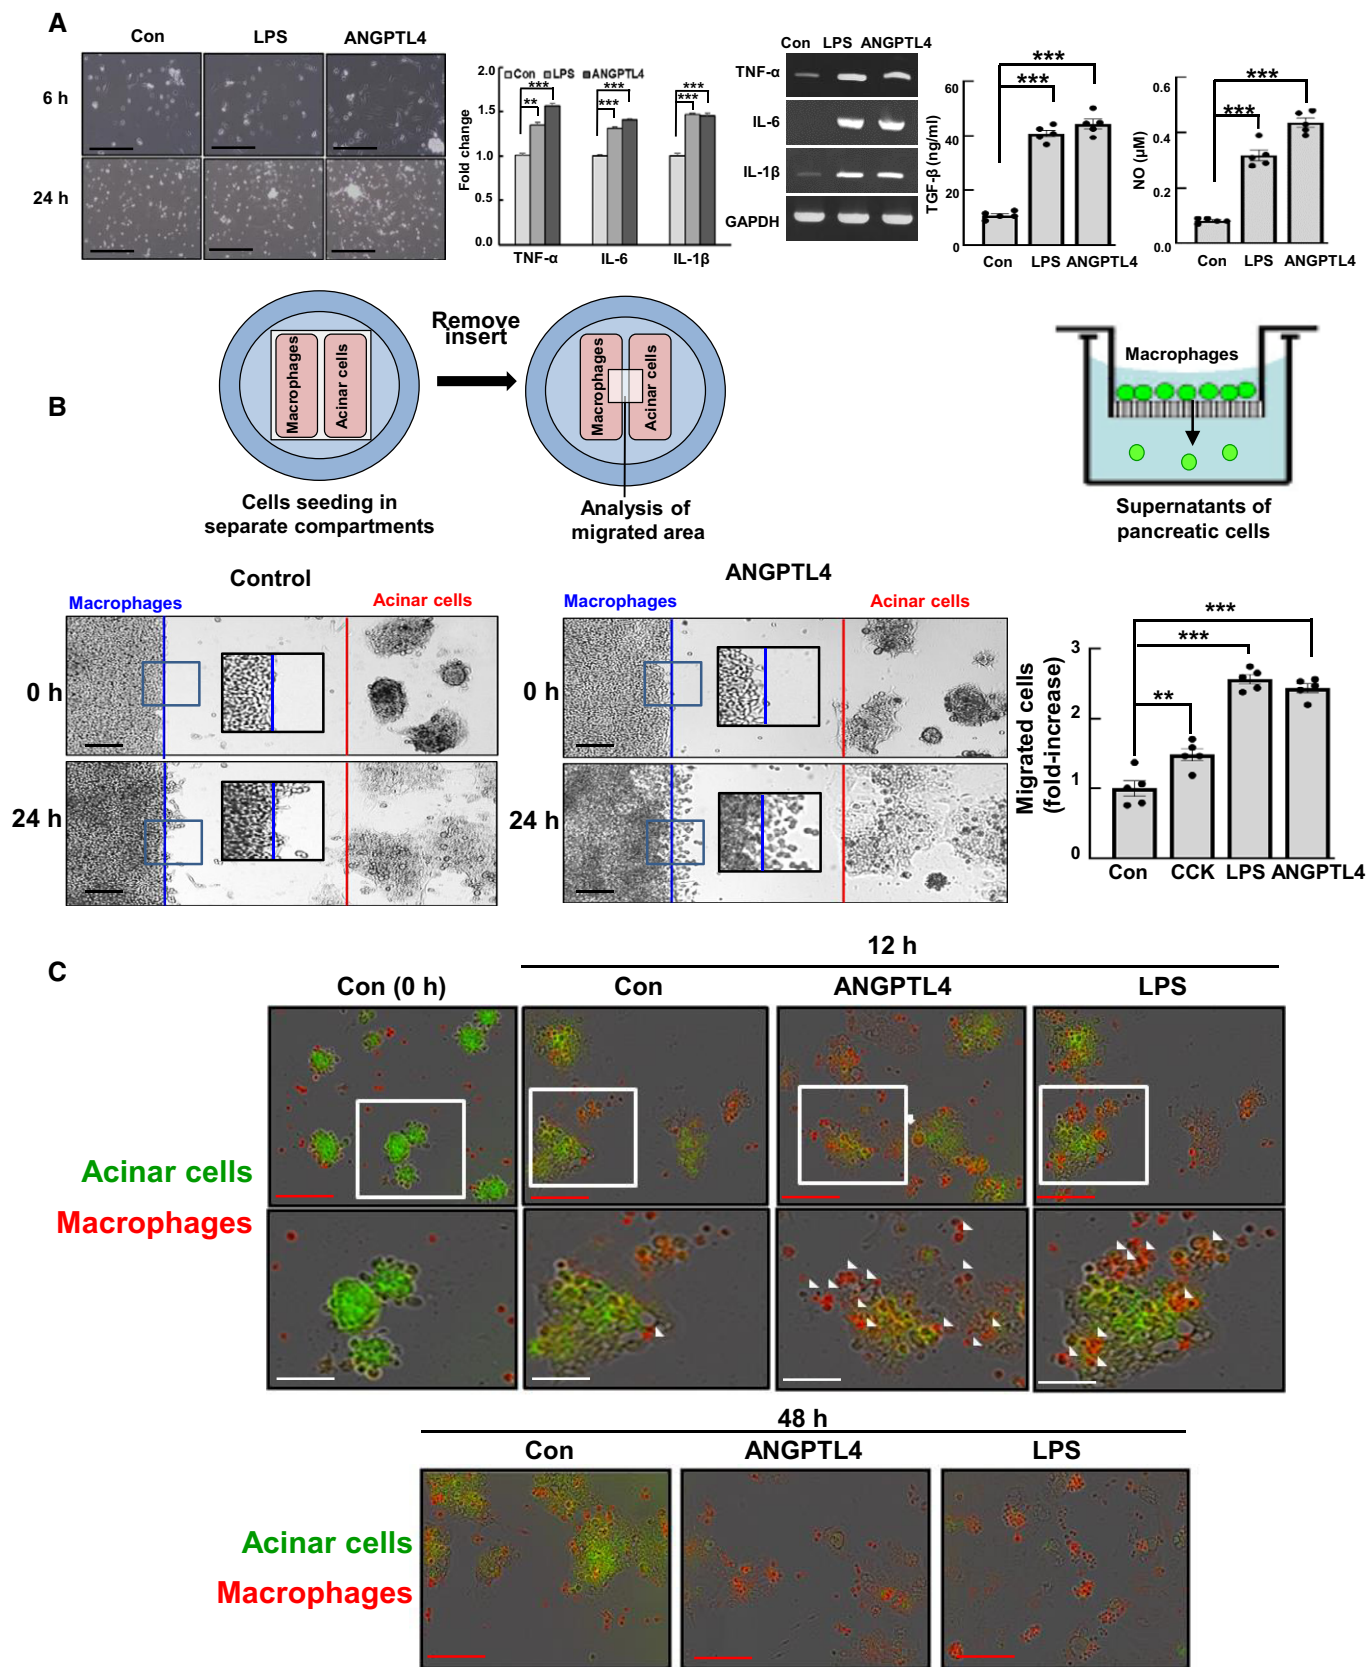 A
Con
LPS
ANGPTL4
6 h
24 h
2.0
1.5
1.0
0.0
Fold change
Con LPS ANGPTL4
***
**
***
***
***
***
TNF-α
IL-6
IL-1β
Con LPS ANGPTL4
TNF-α
IL-6
IL-1β
GAPDH
TGF-β (ng/ml)
60
40
20
0
***
***
Con
LPS
ANGPTL4
NO (µM)
0.6
0.4
0.2
0.0
***
***
Con
LPS
ANGPTL4
B
Macrophages
Acinar cells
Remove
insert
Macrophages
Acinar cells
Cells seeding in
separate compartments
Analysis of
migrated area
Macrophages
Supernatants of
pancreatic cells
Control
Macrophages
Acinar cells
0 h
24 h
ANGPTL4
Macrophages
Acinar cells
0 h
24 h
Migrated cells
(fold-increase)
3
2
1
0
***
***
**
Con
CCK
LPS
ANGPTL4
C
12 h
Con (0 h)
Con
ANGPTL4
LPS
Acinar cells
Macrophages
48 h
Con
ANGPTL4
LPS
Acinar cells
Macrophages